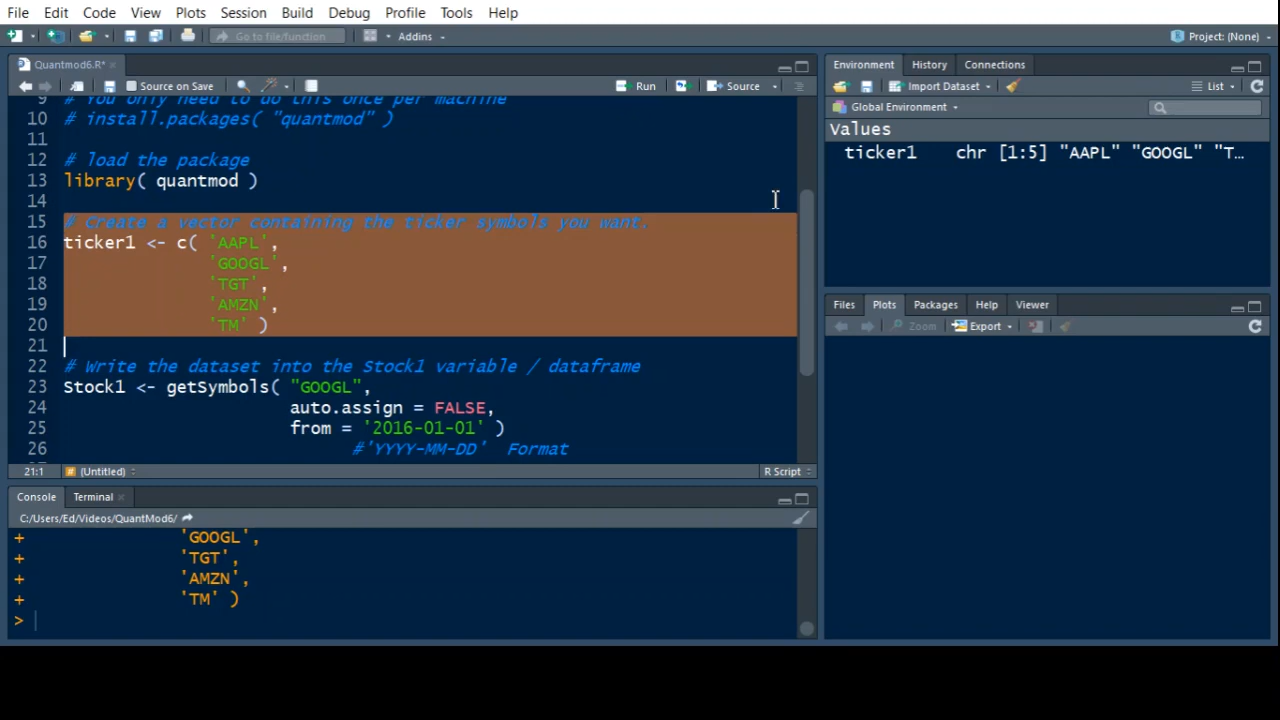 File Edit Code View Plots Session Build Debug Profile Tools Help
Go to file/function Addins Project: (None)
Quantmod6.R*
Source on Save Run Source
9 # You only need to do this once per machine
10 # install.packages( "quantmod" )
11
12 # load the package
13 library( quantmod )
14
15 # Create a vector containing the ticker symbols you want.
16 ticker1 <- c( 'AAPL',
17 'GOOGL',
18 'TGT',
19 'AMZN',
20 'TM' )
21
22 # Write the dataset into the Stock1 variable / dataframe
23 Stock1 <- getSymbols( "GOOGL",
24 auto.assign = FALSE,
25 from = '2016-01-01' )
26 #'YYYY-MM-DD' Format
21:1 # (Untitled) R Script
Console Terminal
C:/Users/Ed/Videos/QuantMod6/
+ 'GOOGL',
+ 'TGT',
+ 'AMZN',
+ 'TM' )
>
Environment History Connections
Import Dataset List
Global Environment
Values
ticker1 chr [1:5] "AAPL" "GOOGL" "T...
Files Plots Packages Help Viewer
Zoom Export